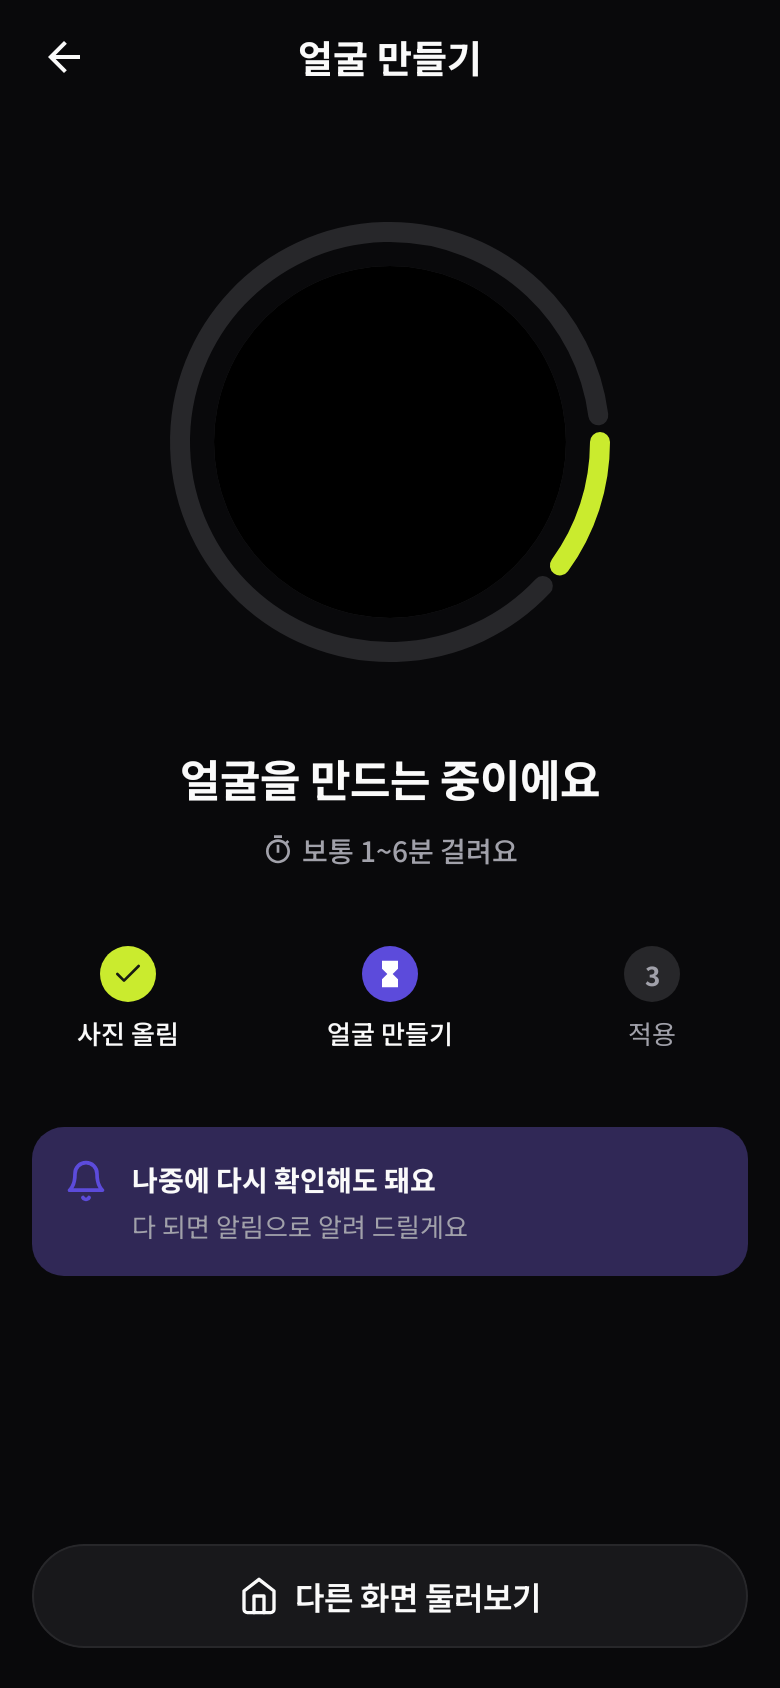 얼굴 만들기
얼굴을 만드는 중이에요
보통 1~6분 걸려요
3
사진 올림
얼굴 만들기
적용
나중에 다시 확인해도 돼요
다 되면 알림으로 알려 드릴게요
다른 화면 둘러보기